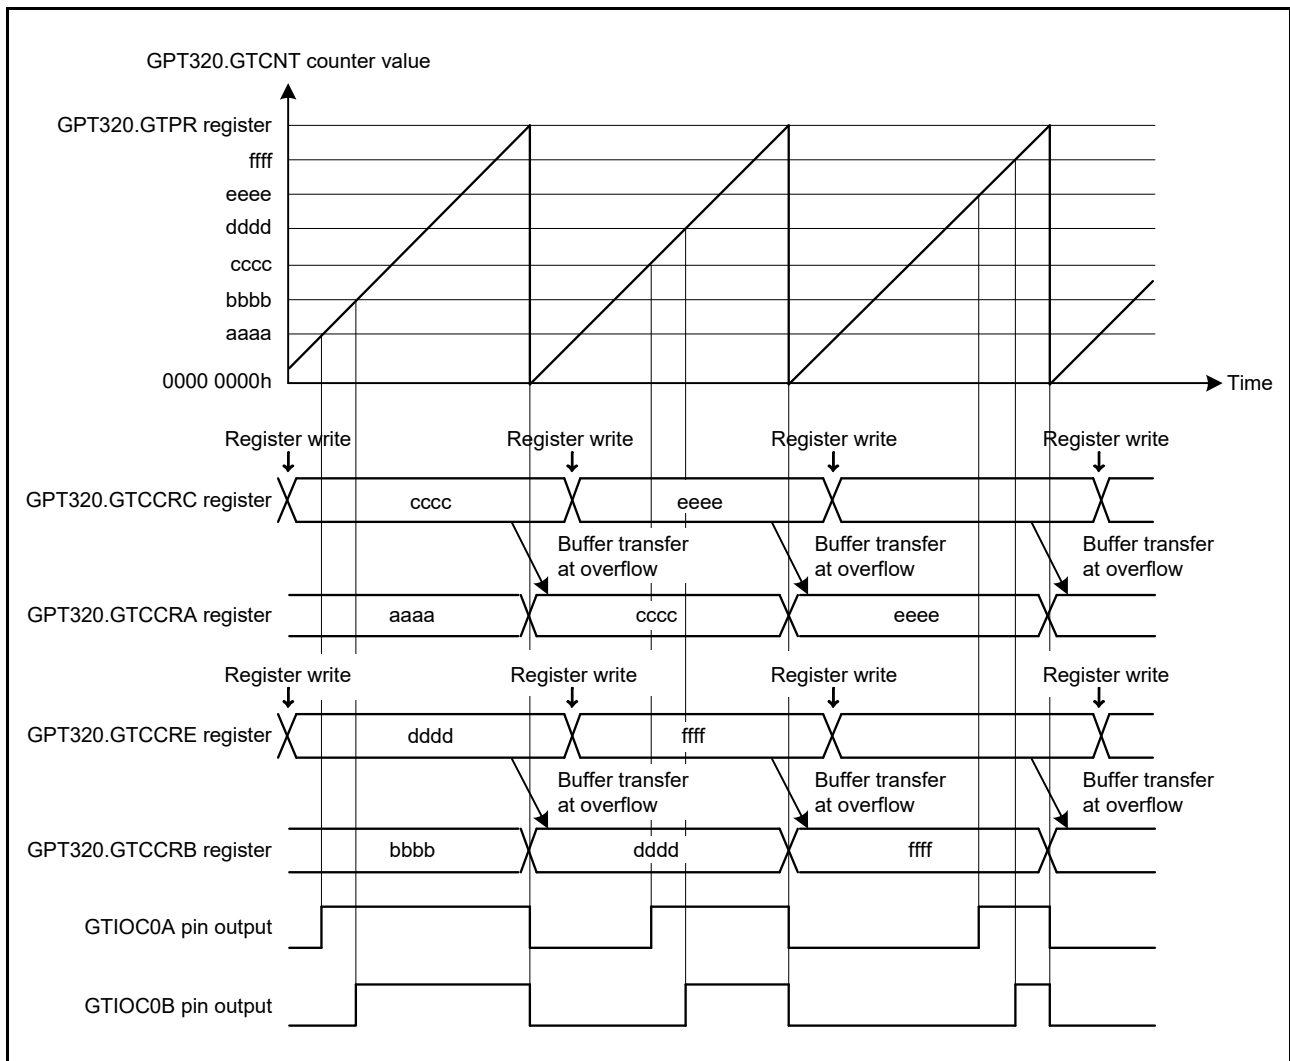 GPT320.GTCNT counter value
GPT320.GTPR register
ffff
eeee
dddd
cccc
bbbb
aaaa
0000 0000h
Time
Register write Register write Register write Register write
GPT320.GTCCRC register cccc eeee
Buffer transfer at overflow
Buffer transfer at overflow
Buffer transfer at overflow
GPT320.GTCCRA register aaaa cccc eeee
Register write Register write Register write Register write
GPT320.GTCCRE register dddd ffff
Buffer transfer at overflow
Buffer transfer at overflow
Buffer transfer at overflow
GPT320.GTCCRB register bbbb dddd ffff
GTIOC0A pin output
GTIOC0B pin output